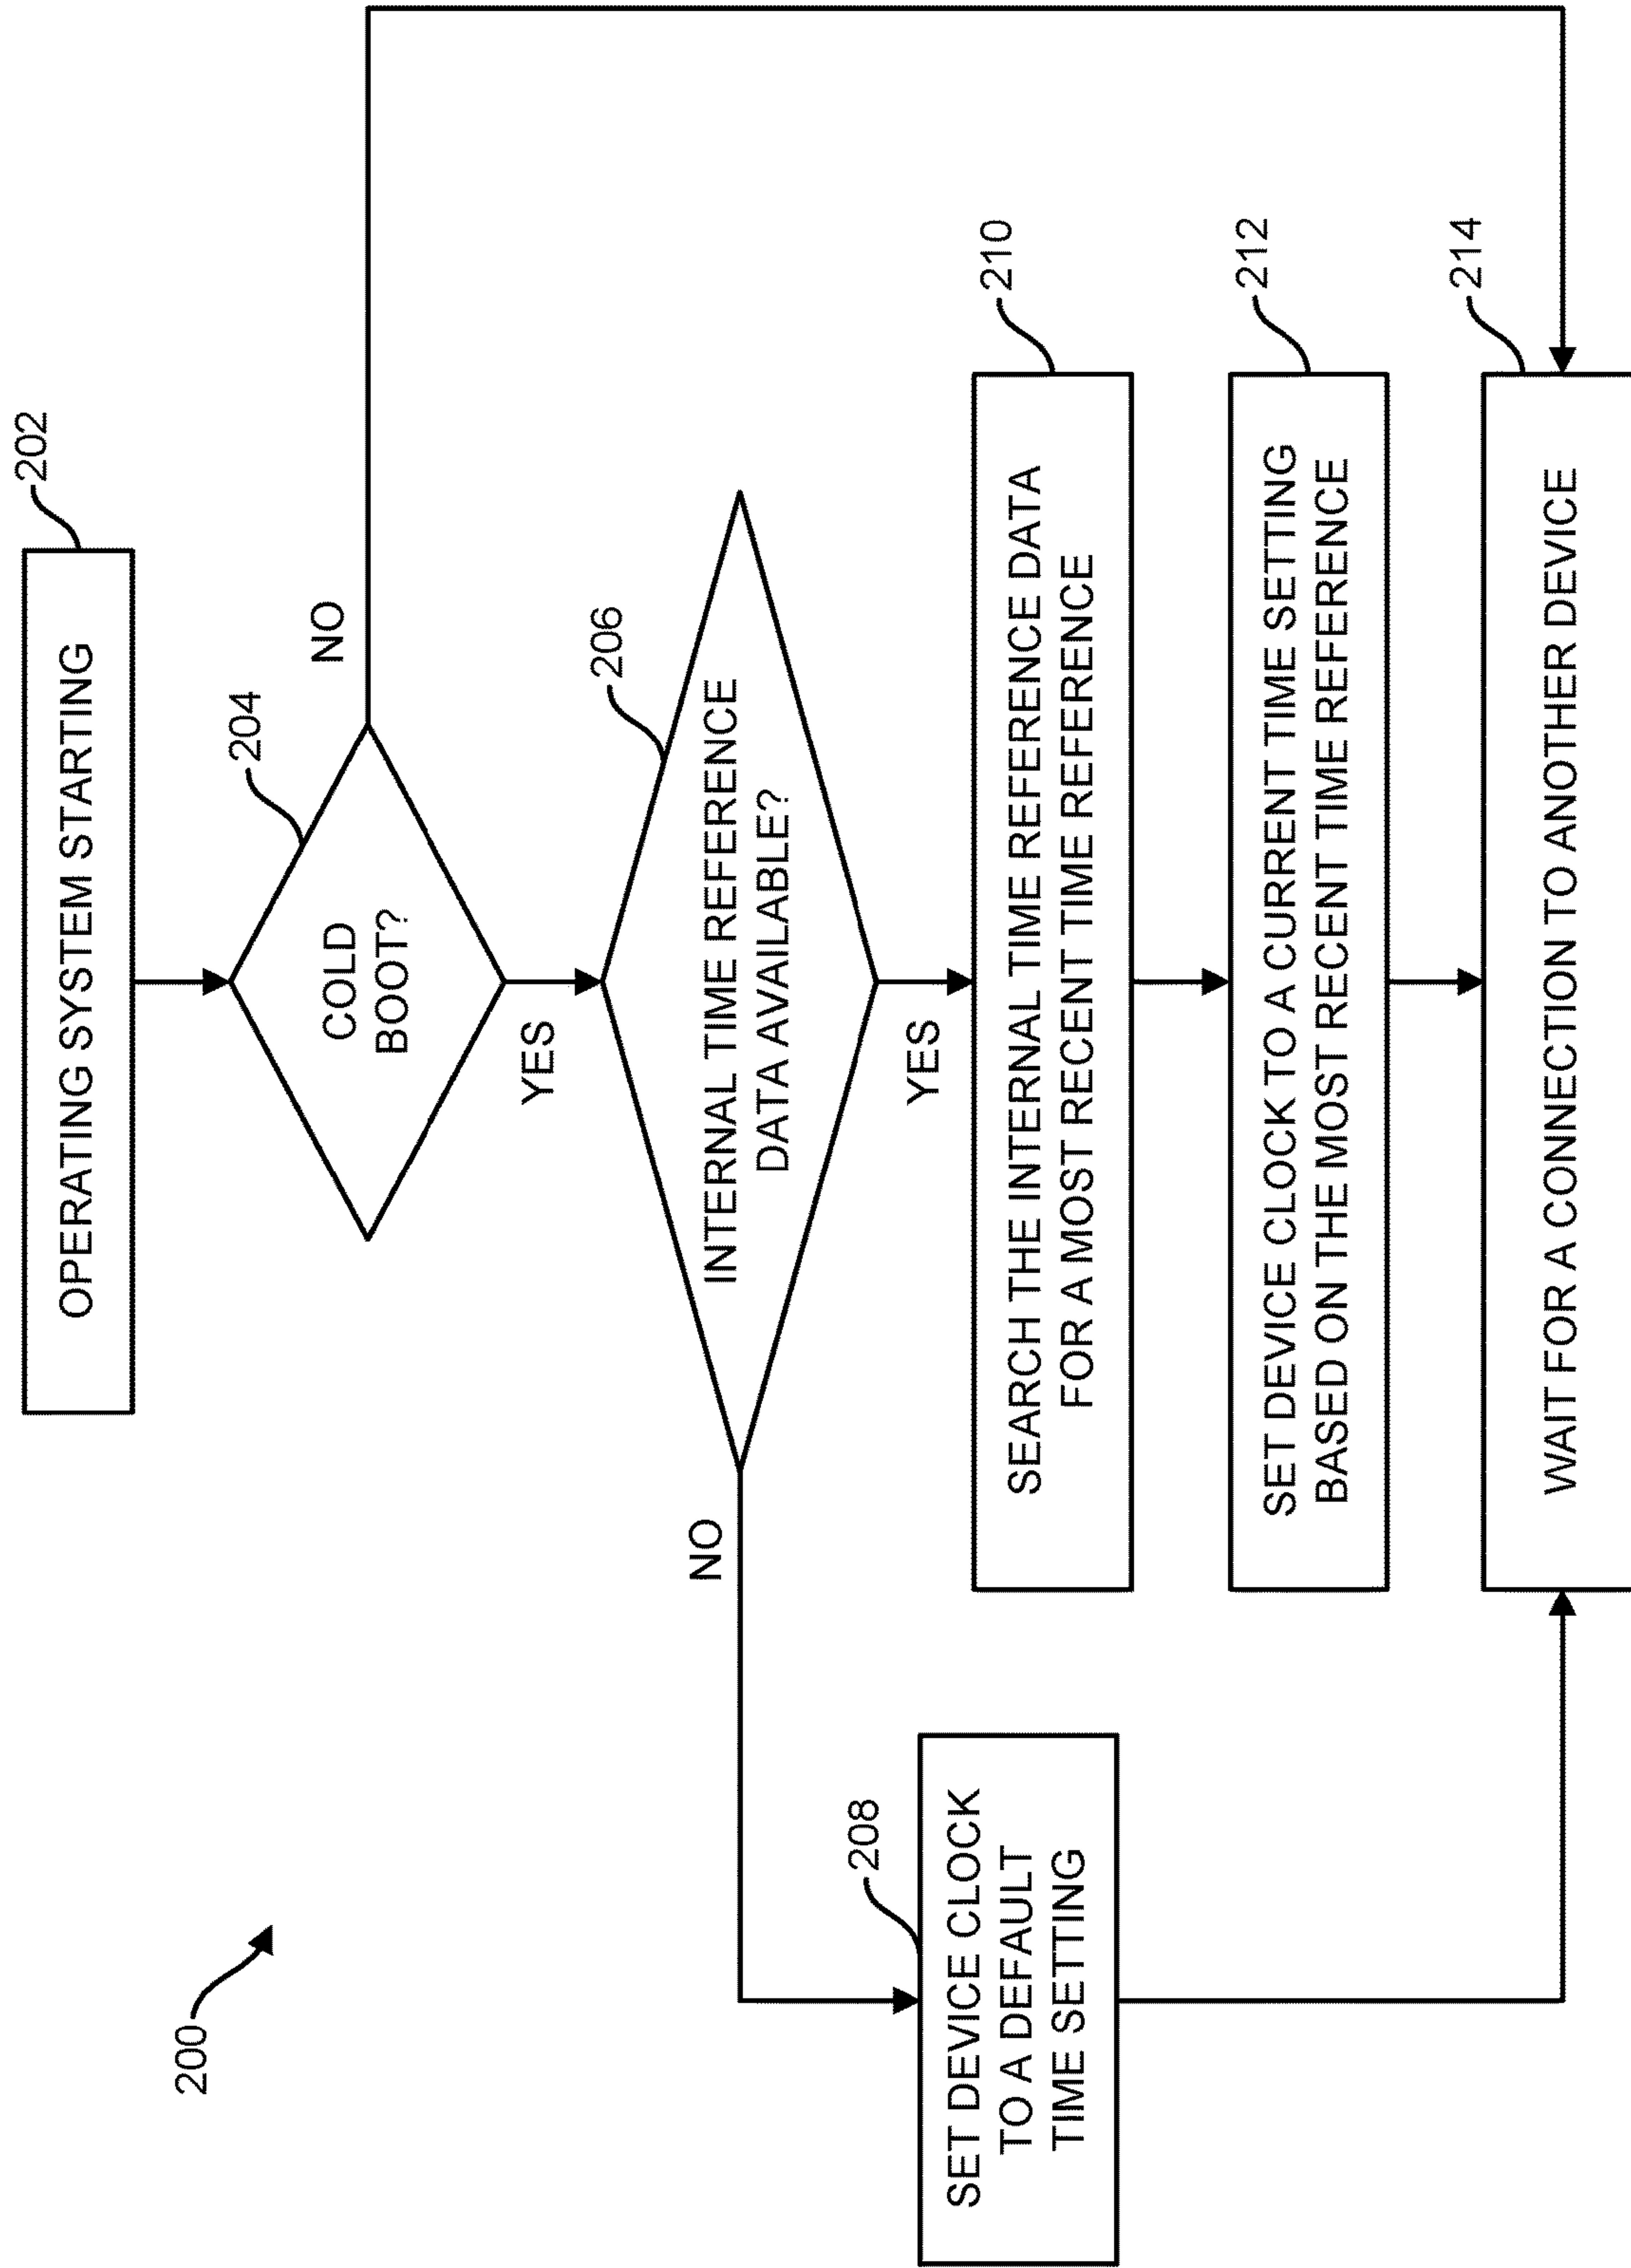 200
202
OPERATING SYSTEM STARTING
204
COLD
BOOT?
NO
YES
206
INTERNAL TIME REFERENCE
DATA AVAILABLE?
NO
YES
208
SET DEVICE CLOCK
TO A DEFAULT
TIME SETTING
210
SEARCH THE INTERNAL TIME REFERENCE DATA
FOR A MOST RECENT TIME REFERENCE
212
SET DEVICE CLOCK TO A CURRENT TIME SETTING
BASED ON THE MOST RECENT TIME REFERENCE
214
WAIT FOR A CONNECTION TO ANOTHER DEVICE